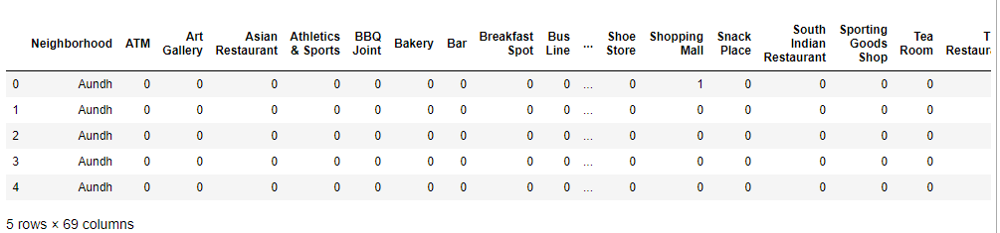 Neighborhood ATM Art Gallery Asian Restaurant Athletics & Sports BBQ Joint Bakery Bar Breakfast Spot Bus Line ... Shoe Store Shopping Mall Snack Place South Indian Restaurant Sporting Goods Shop Tea Room T Restaura
0 Aundh 0 0 0 0 0 0 0 0 0 ... 0 1 0 0 0 0
1 Aundh 0 0 0 0 0 0 0 0 0 ... 0 0 0 0 0 0
2 Aundh 0 0 0 0 0 0 0 0 0 ... 0 0 0 0 0 0
3 Aundh 0 0 0 0 0 0 0 0 0 ... 0 0 0 0 0 0
4 Aundh 0 0 0 0 0 0 0 0 0 ... 0 0 0 0 0 0
5 rows × 69 columns